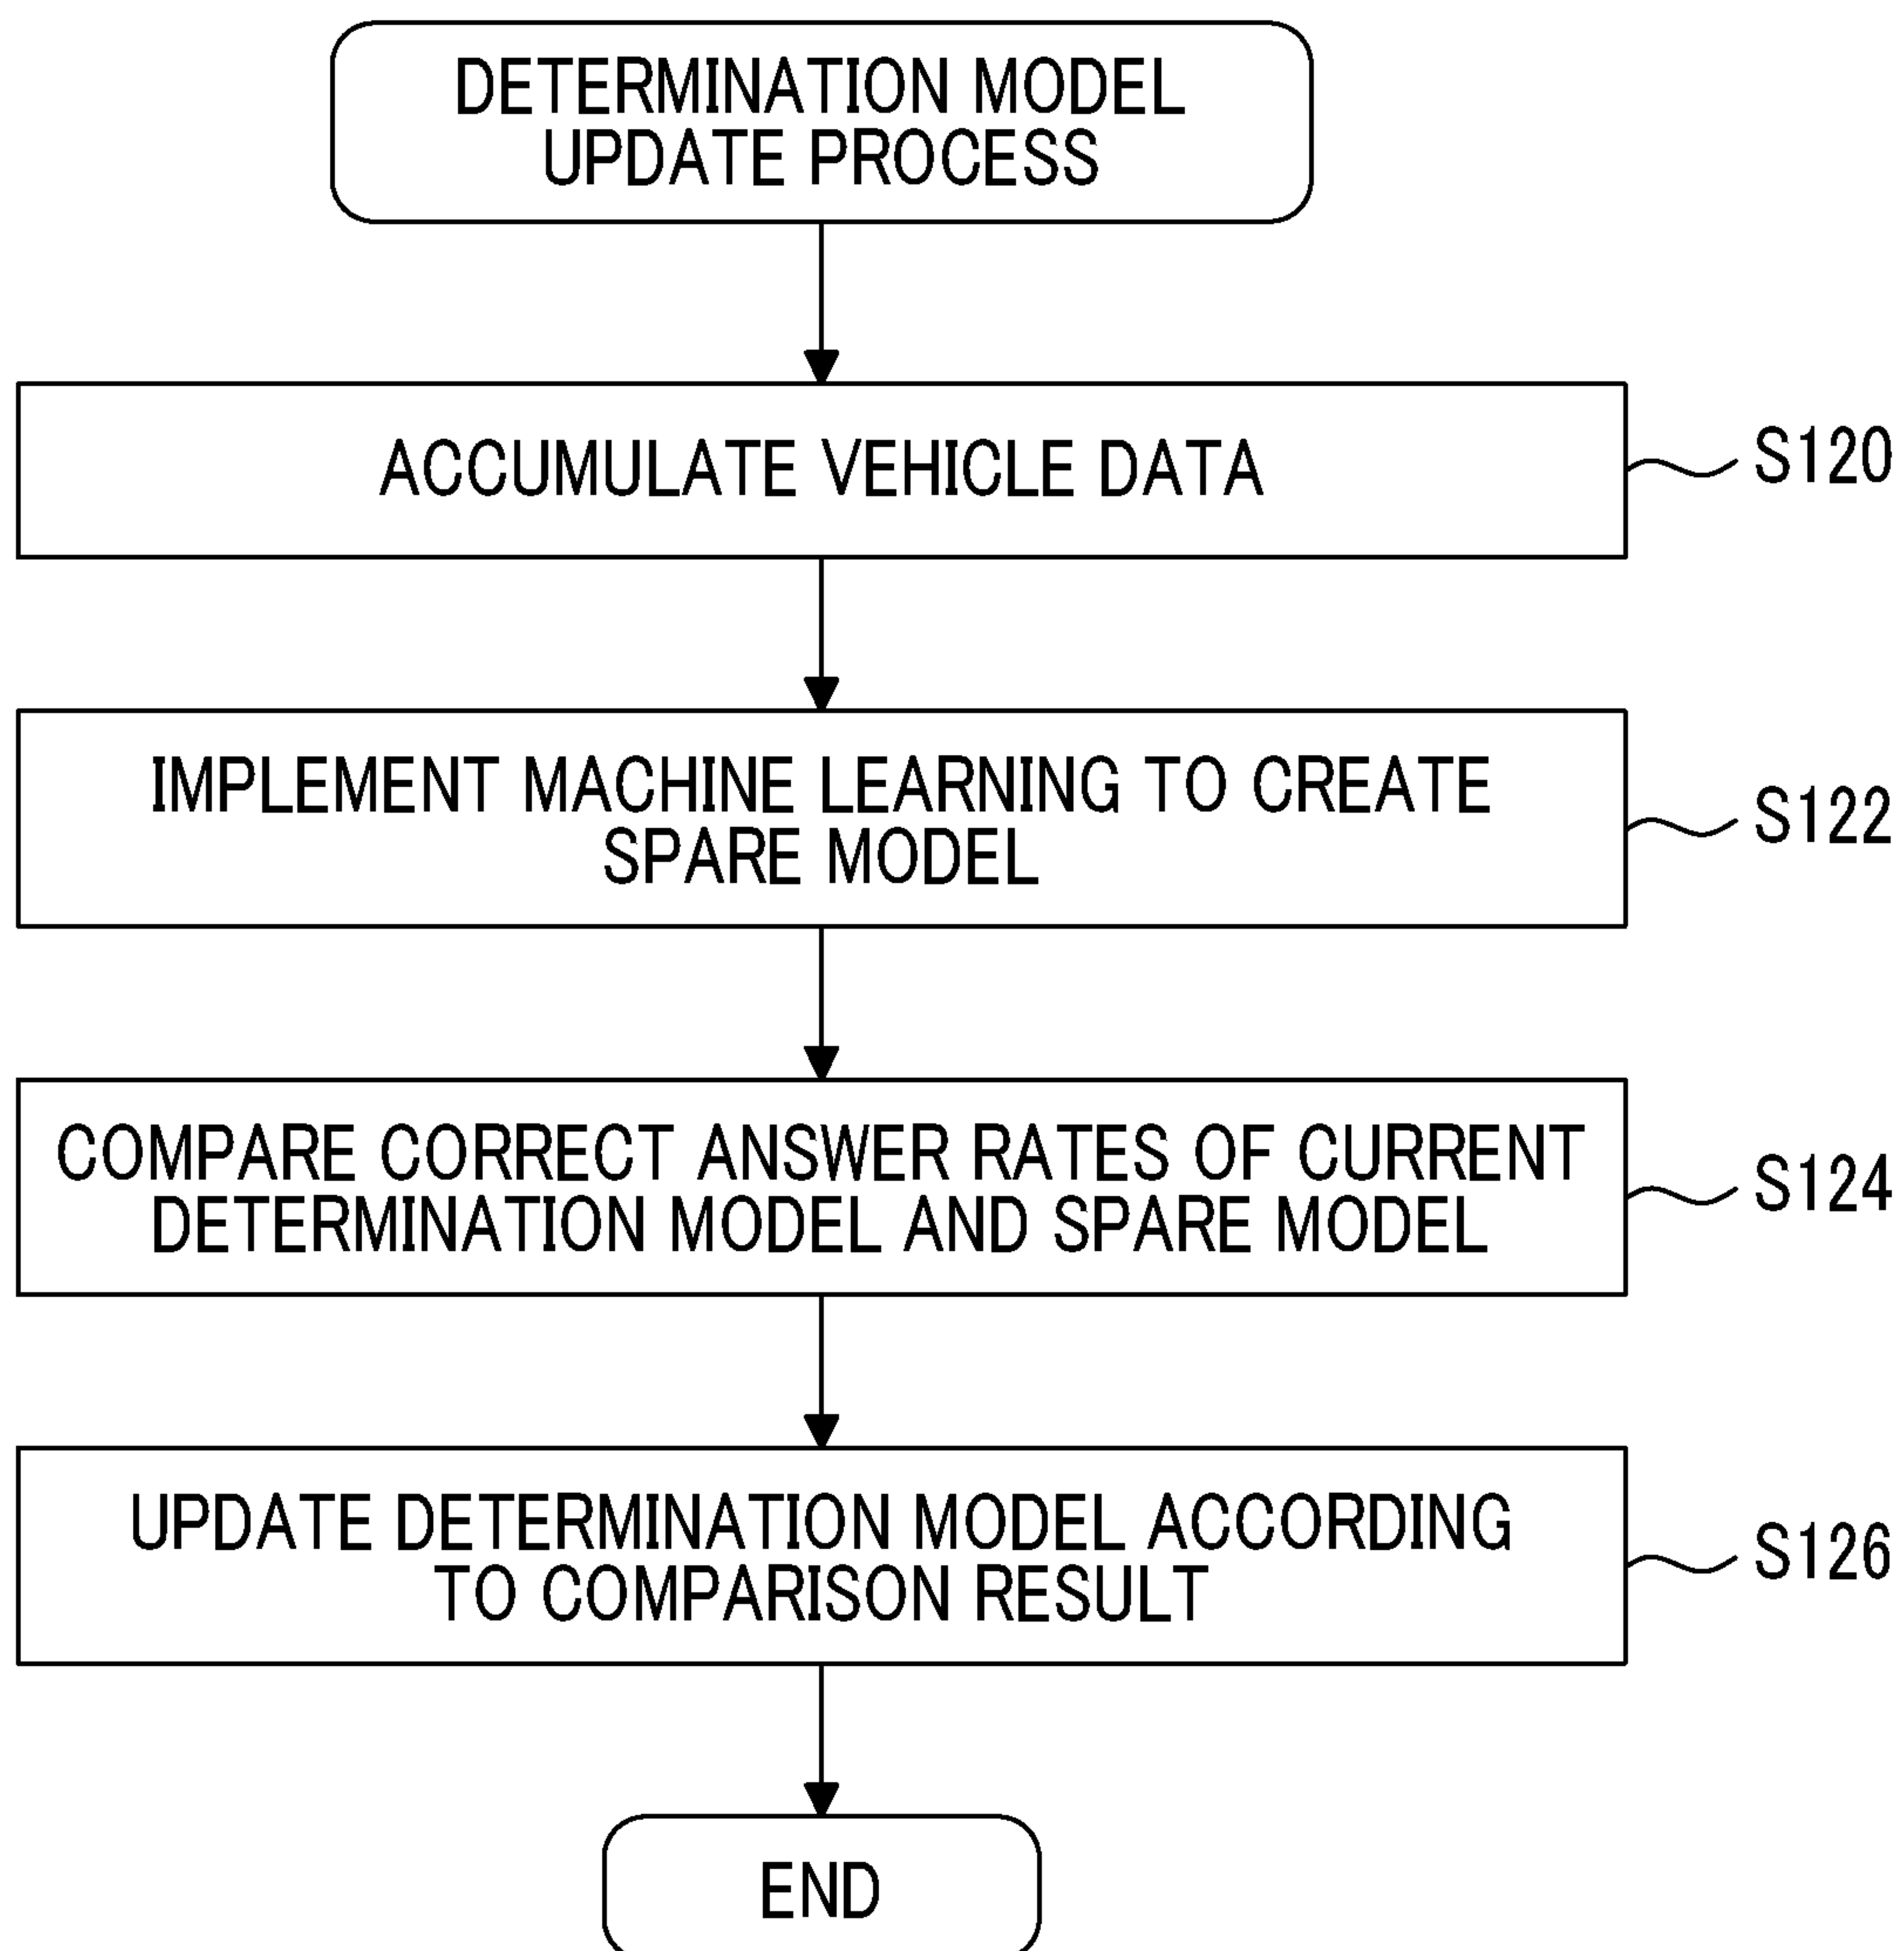 DETERMINATION MODEL
UPDATE PROCESS
ACCUMULATE VEHICLE DATA
S120
IMPLEMENT MACHINE LEARNING TO CREATE
SPARE MODEL
S122
COMPARE CORRECT ANSWER RATES OF CURRENT
DETERMINATION MODEL AND SPARE MODEL
S124
UPDATE DETERMINATION MODEL ACCORDING
TO COMPARISON RESULT
S126
END